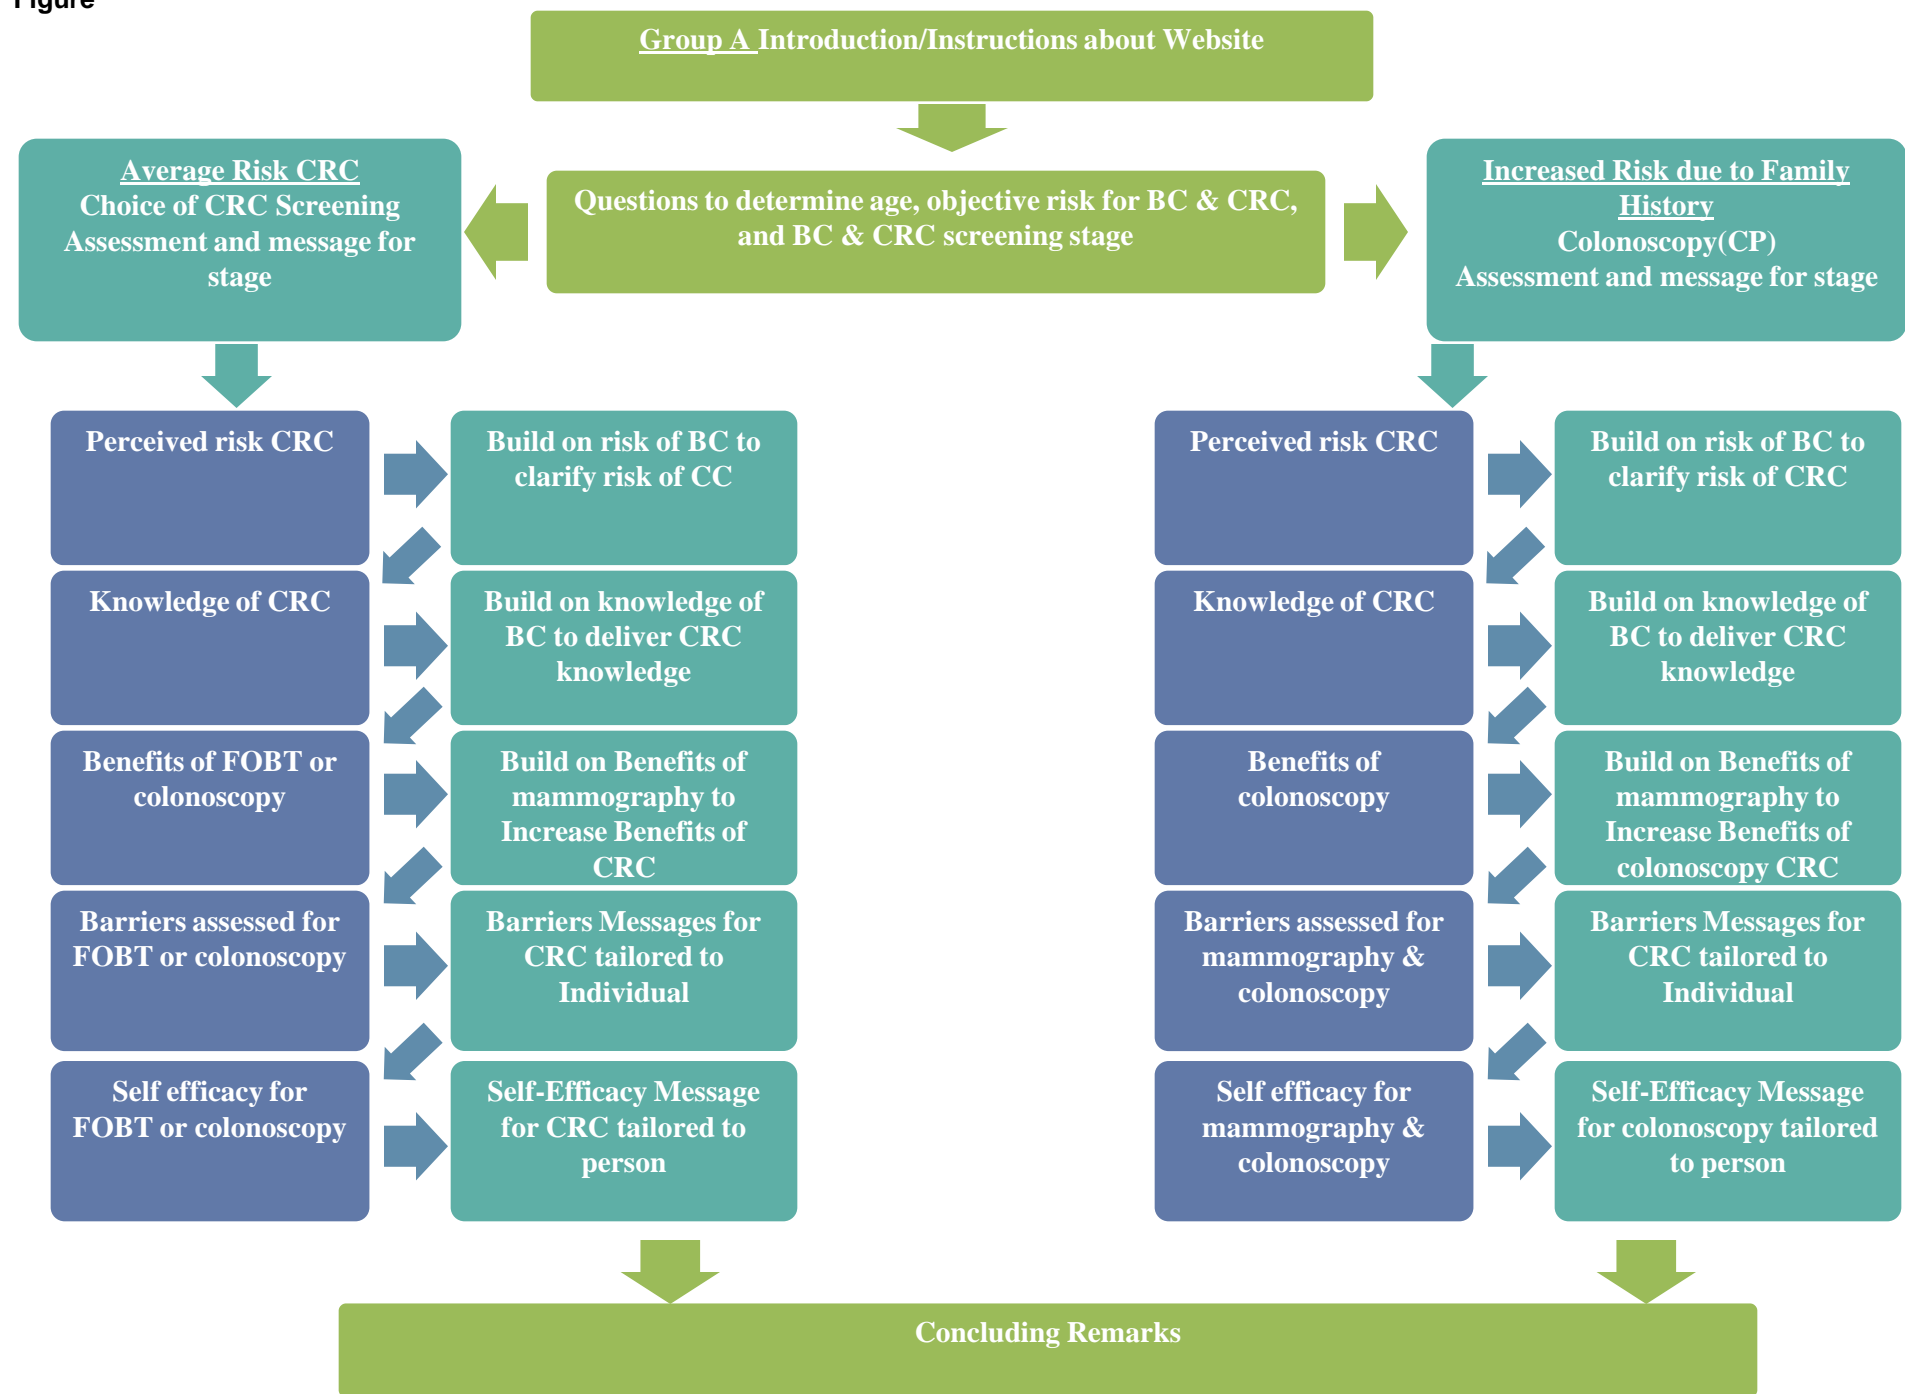 Figure
Group A Introduction/Instructions about Website
Average Risk CRC
Choice of CRC Screening
Assessment and message for
stage
Questions to determine age, objective risk for BC & CRC,
and BC & CRC screening stage
Increased Risk due to Family
History
Colonoscopy(CP)
Assessment and message for stage
Perceived risk CRC
Build on risk of BC to
clarify risk of CC
Knowledge of CRC
Build on knowledge of
BC to deliver CRC
knowledge
Benefits of FOBT or
colonoscopy
Build on Benefits of
mammography to
Increase Benefits of
CRC
Barriers assessed for
FOBT or colonoscopy
Barriers Messages for
CRC tailored to
Individual
Self efficacy for
FOBT or colonoscopy
Self-Efficacy Message
for CRC tailored to
person
Perceived risk CRC
Build on risk of BC to
clarify risk of CRC
Knowledge of CRC
Build on knowledge of
BC to deliver CRC
knowledge
Benefits of
colonoscopy
Build on Benefits of
mammography to
Increase Benefits of
colonoscopy CRC
Barriers assessed for
mammography &
colonoscopy
Barriers Messages for
CRC tailored to
Individual
Self efficacy for
mammography &
colonoscopy
Self-Efficacy Message
for colonoscopy tailored
to person
Concluding Remarks